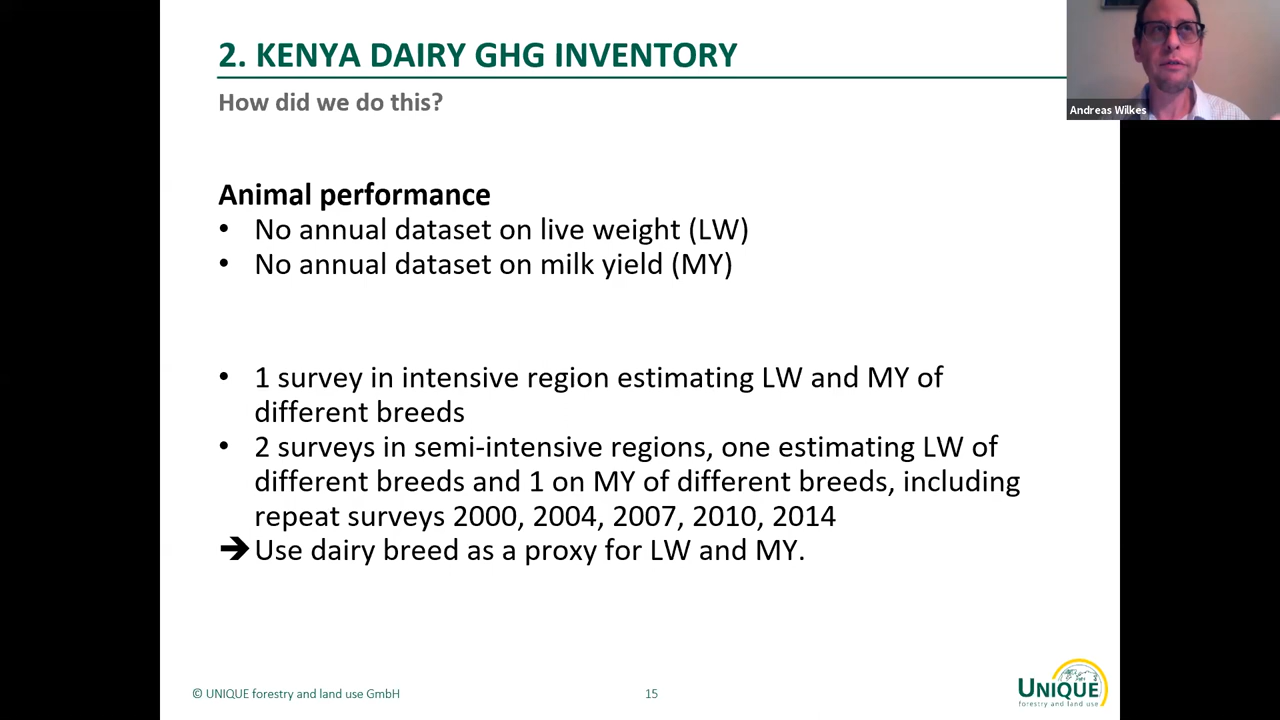 2. KENYA DAIRY GHG INVENTORY
How did we do this?
Andreas Wilkes
Animal performance
• No annual dataset on live weight (LW)
• No annual dataset on milk yield (MY)
• 1 survey in intensive region estimating LW and MY of
different breeds
• 2 surveys in semi-intensive regions, one estimating LW of
different breeds and 1 on MY of different breeds, including
repeat surveys 2000, 2004, 2007, 2010, 2014
➔ Use dairy breed as a proxy for LW and MY.
© UNIQUE forestry and land use GmbH
15
UNIQUE
forestry and land use